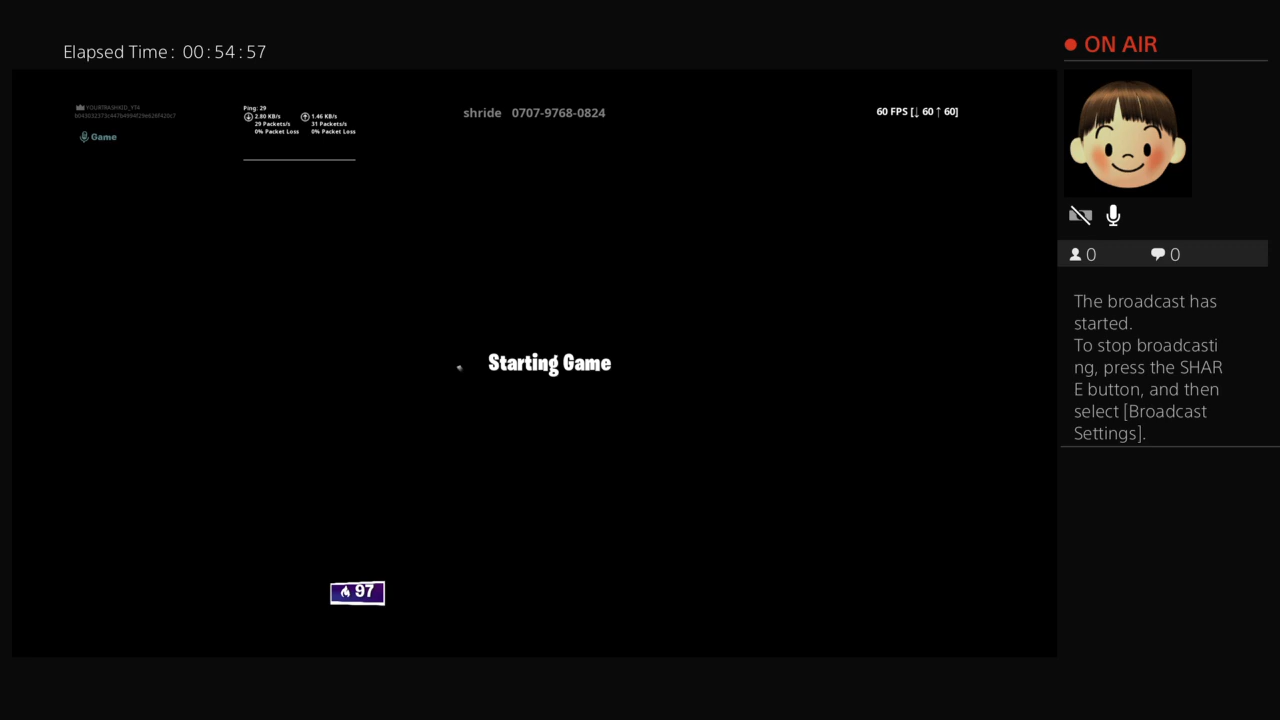 Elapsed Time: 00:54:57
ON AIR
YOURTRASHKID_YT4
Game
Ping: 29
2.80 KB/s 1.46 KB/s
29 Packets/s 31 Packets/s
0% Packet Loss 0% Packet Loss
shride 0707-9768-0824
60 FPS [↓ 60 ↑ 60]
0 0
The broadcast has
started.
To stop broadcasti
ng, press the SHAR
E button, and then
select [Broadcast
Settings].
Starting Game
97